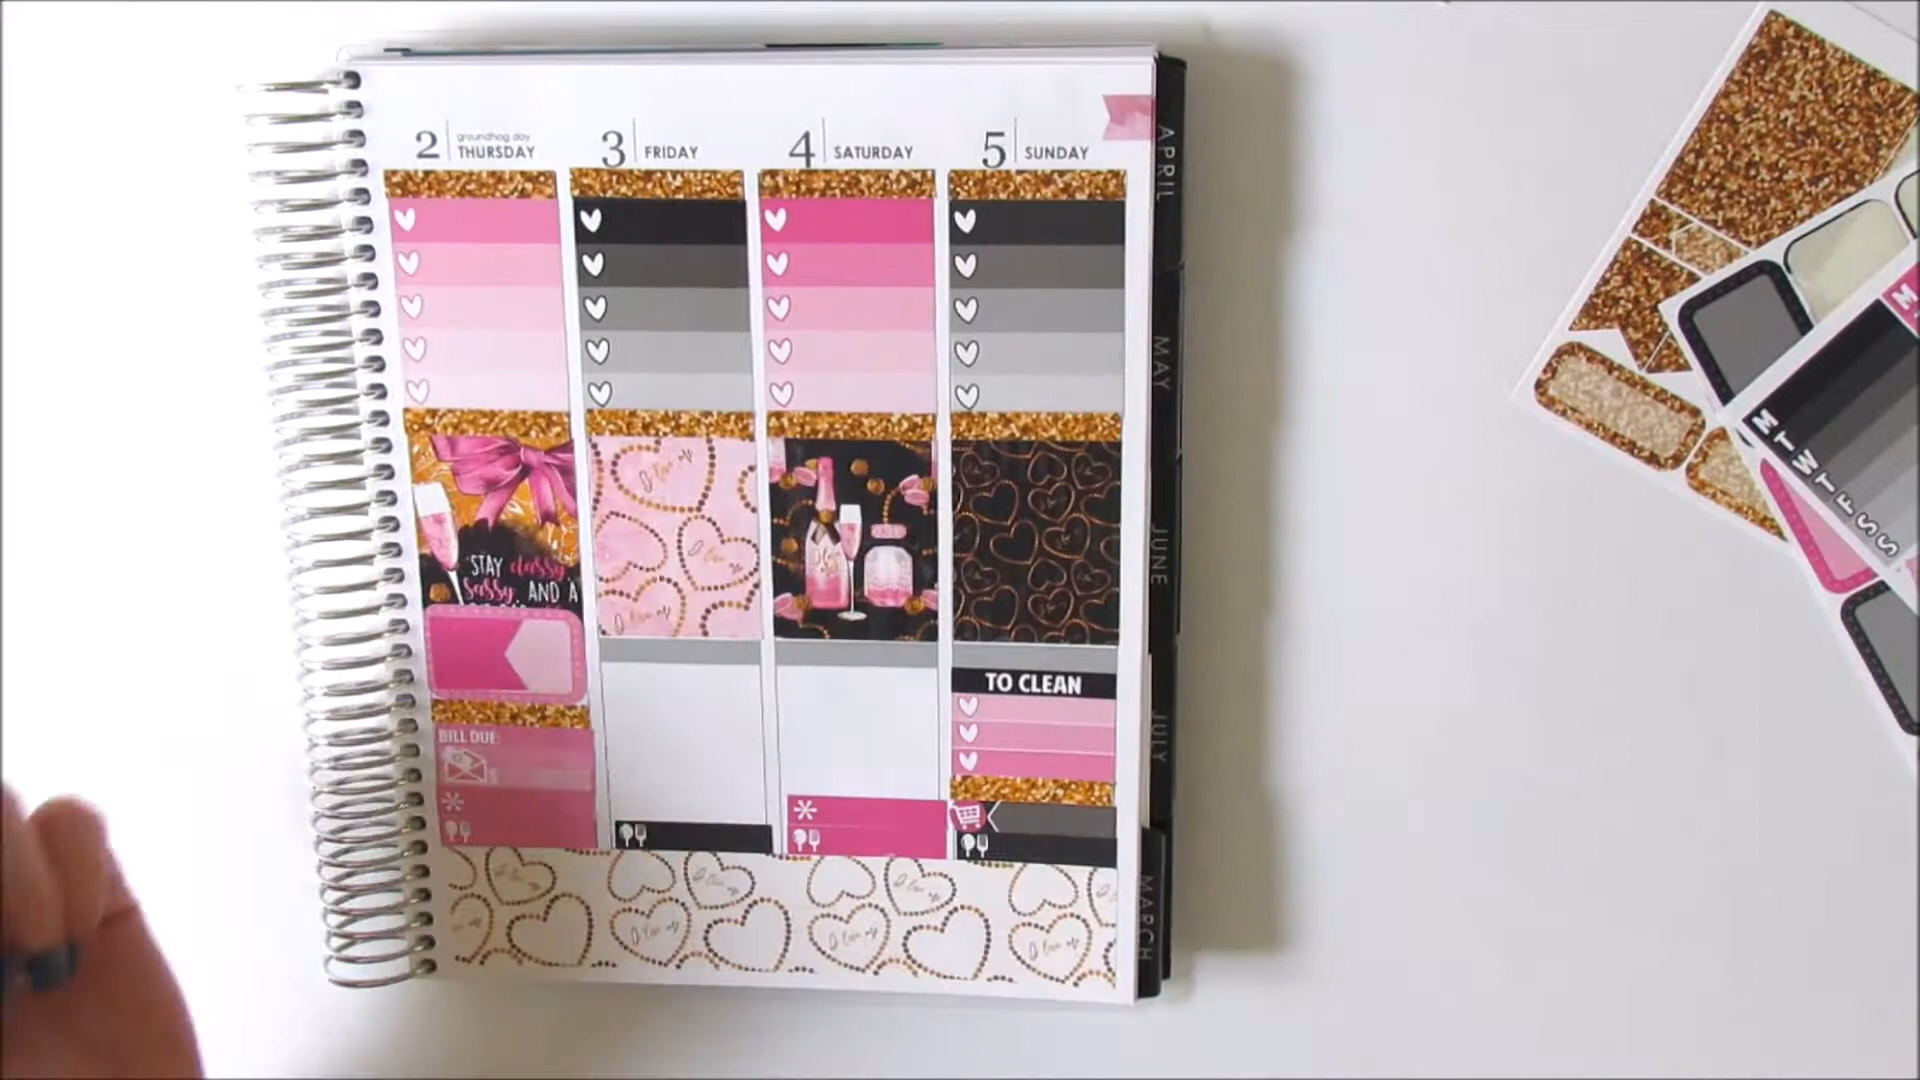 2 groundhog day THURSDAY
3 FRIDAY
4 SATURDAY
5 SUNDAY
STAY classy
sassy AND A
TO CLEAN
BILL DUE:
APRIL
MAY
JUNE
JULY
MARCH
M T W T F S S